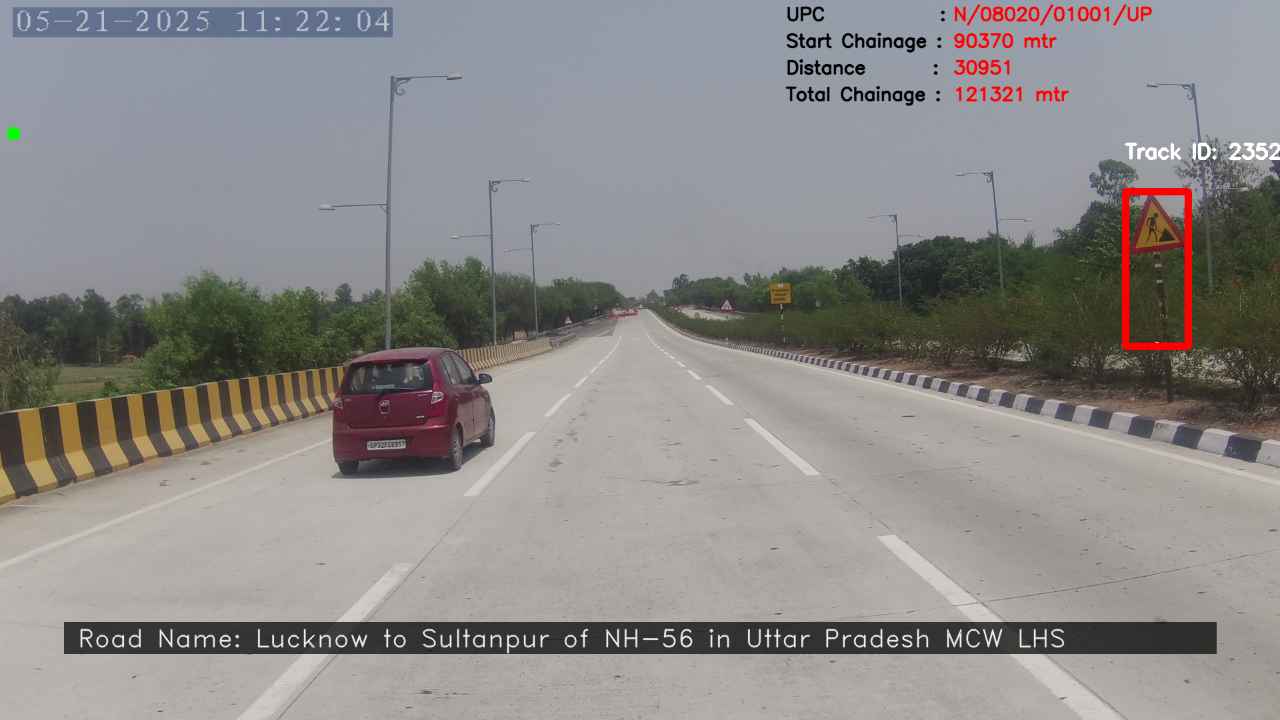 05-21-2025 11:22:04
UPC : N/08020/01001/UP
Start Chainage : 90370 mtr
Distance : 30951
Total Chainage : 121321 mtr
Track ID: 2352
Road Name: Lucknow to Sultanpur of NH-56 in Uttar Pradesh MCW LHS